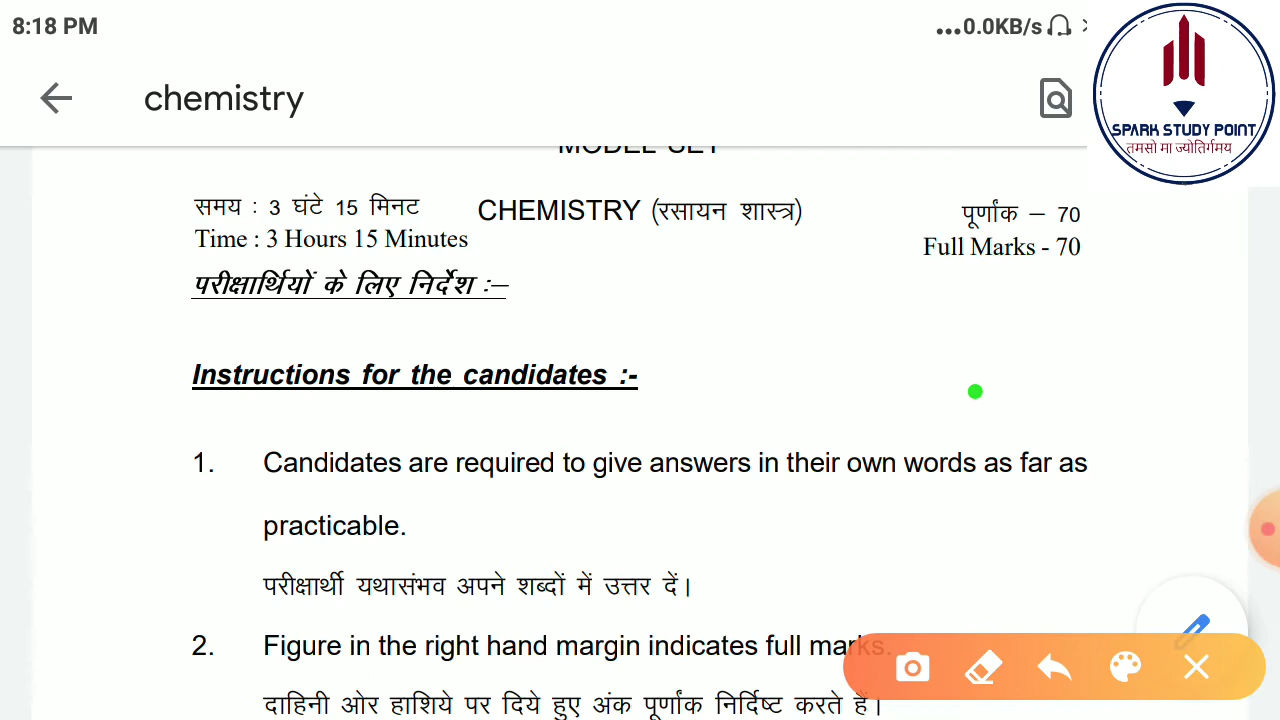 8:18 PM
...0.0KB/s
chemistry
SPARK STUDY POINT
तमसो मा ज्योतिर्गमय
MODEL SET
समय : 3 घंटे 15 मिनट
CHEMISTRY (रसायन शास्त्र)
पूर्णांक – 70
Time : 3 Hours 15 Minutes
Full Marks - 70
परीक्षार्थियों के लिए निर्देश :–
Instructions for the candidates :-
1. Candidates are required to give answers in their own words as far as
practicable.
परीक्षार्थी यथासंभव अपने शब्दों में उत्तर दें।
2. Figure in the right hand margin indicates full marks.
दाहिनी ओर हाशिये पर दिये हुए अंक पूर्णांक निर्दिष्ट करते हैं।